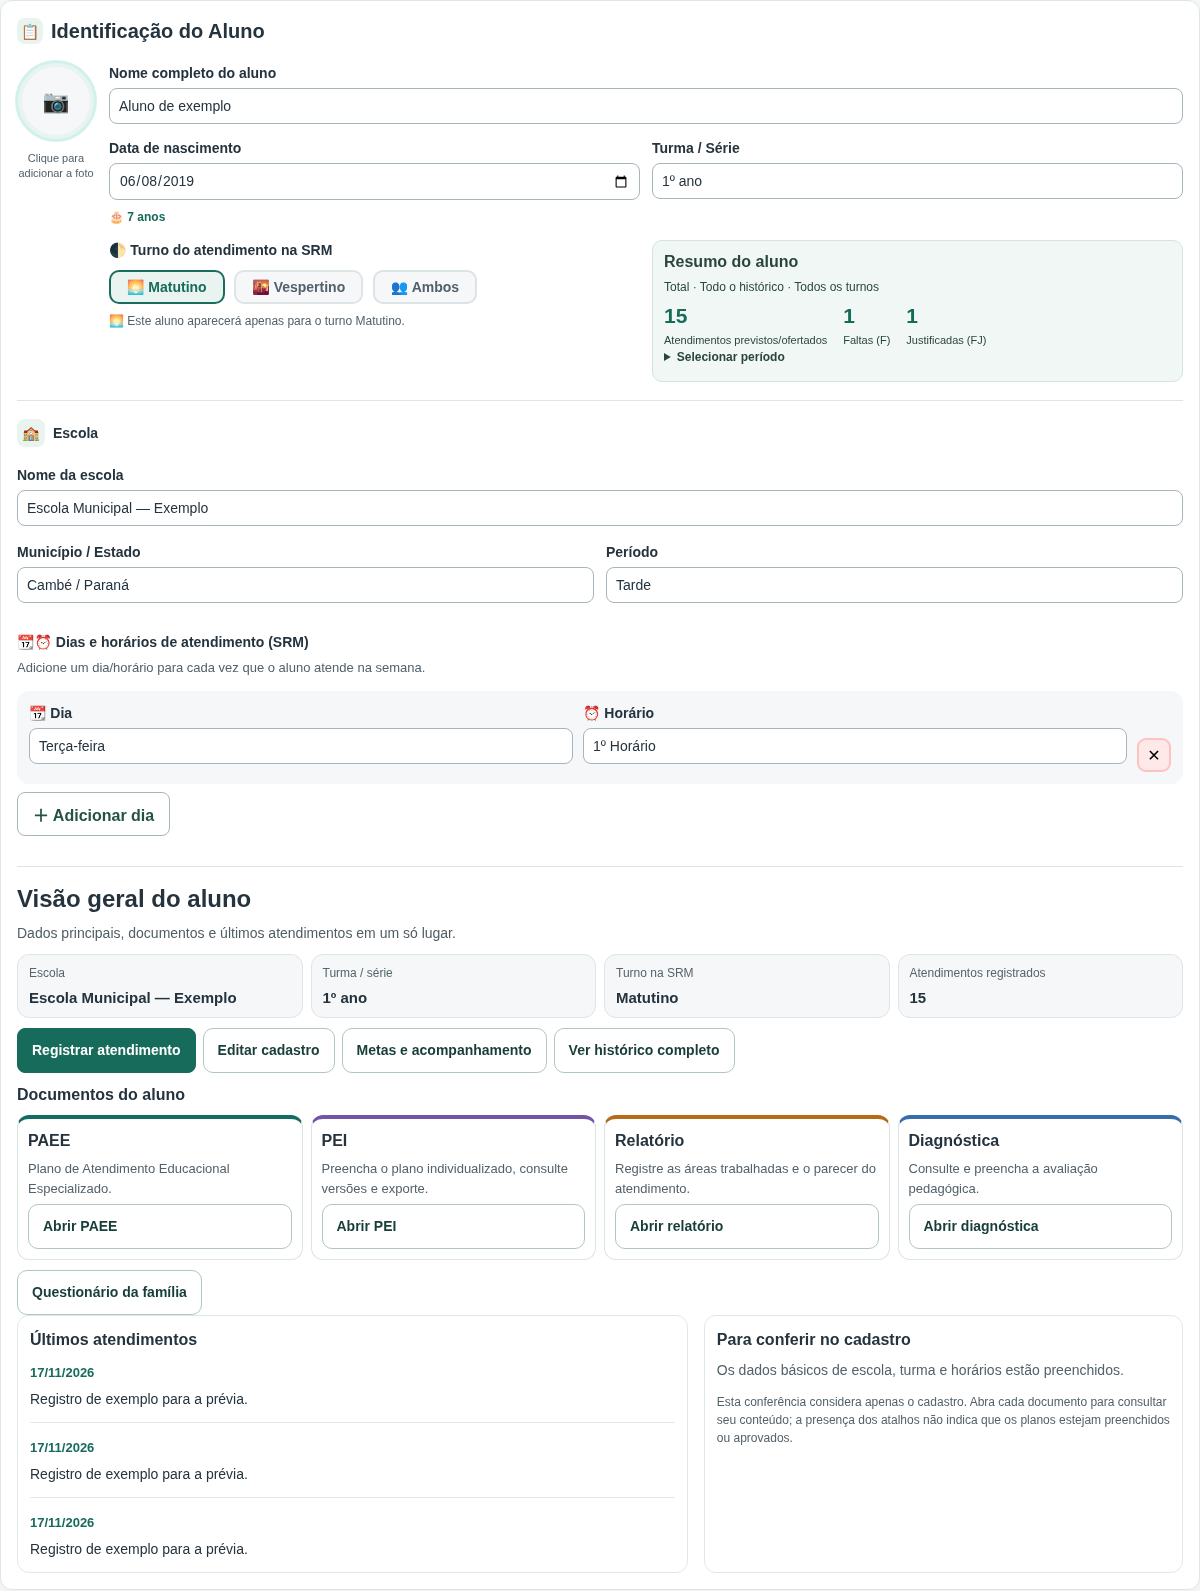 Identificação do Aluno
Clique para
adicionar a foto
Nome completo do aluno
Aluno de exemplo
Data de nascimento
06/08/2019
7 anos
Turma / Série
1º ano
Turno do atendimento na SRM
Matutino
Vespertino
Ambos
Este aluno aparecerá apenas para o turno Matutino.
Resumo do aluno
Total · Todo o histórico · Todos os turnos
15
Atendimentos previstos/ofertados
1
Faltas (F)
1
Justificadas (FJ)
Selecionar período
Escola
Nome da escola
Escola Municipal — Exemplo
Município / Estado
Cambé / Paraná
Período
Tarde
Dias e horários de atendimento (SRM)
Adicione um dia/horário para cada vez que o aluno atende na semana.
Dia
Terça-feira
Horário
1º Horário
Adicionar dia
Visão geral do aluno
Dados principais, documentos e últimos atendimentos em um só lugar.
Escola
Escola Municipal — Exemplo
Turma / série
1º ano
Turno na SRM
Matutino
Atendimentos registrados
15
Registrar atendimento
Editar cadastro
Metas e acompanhamento
Ver histórico completo
Documentos do aluno
PAEE
Plano de Atendimento Educacional
Especializado.
Abrir PAEE
PEI
Preencha o plano individualizado, consulte
versões e exporte.
Abrir PEI
Relatório
Registre as áreas trabalhadas e o parecer do
atendimento.
Abrir relatório
Diagnóstica
Consulte e preencha a avaliação
pedagógica.
Abrir diagnóstica
Questionário da família
Últimos atendimentos
17/11/2026
Registro de exemplo para a prévia.
17/11/2026
Registro de exemplo para a prévia.
17/11/2026
Registro de exemplo para a prévia.
Para conferir no cadastro
Os dados básicos de escola, turma e horários estão preenchidos.
Esta conferência considera apenas o cadastro. Abra cada documento para consultar
seu conteúdo; a presença dos atalhos não indica que os planos estejam preenchidos
ou aprovados.